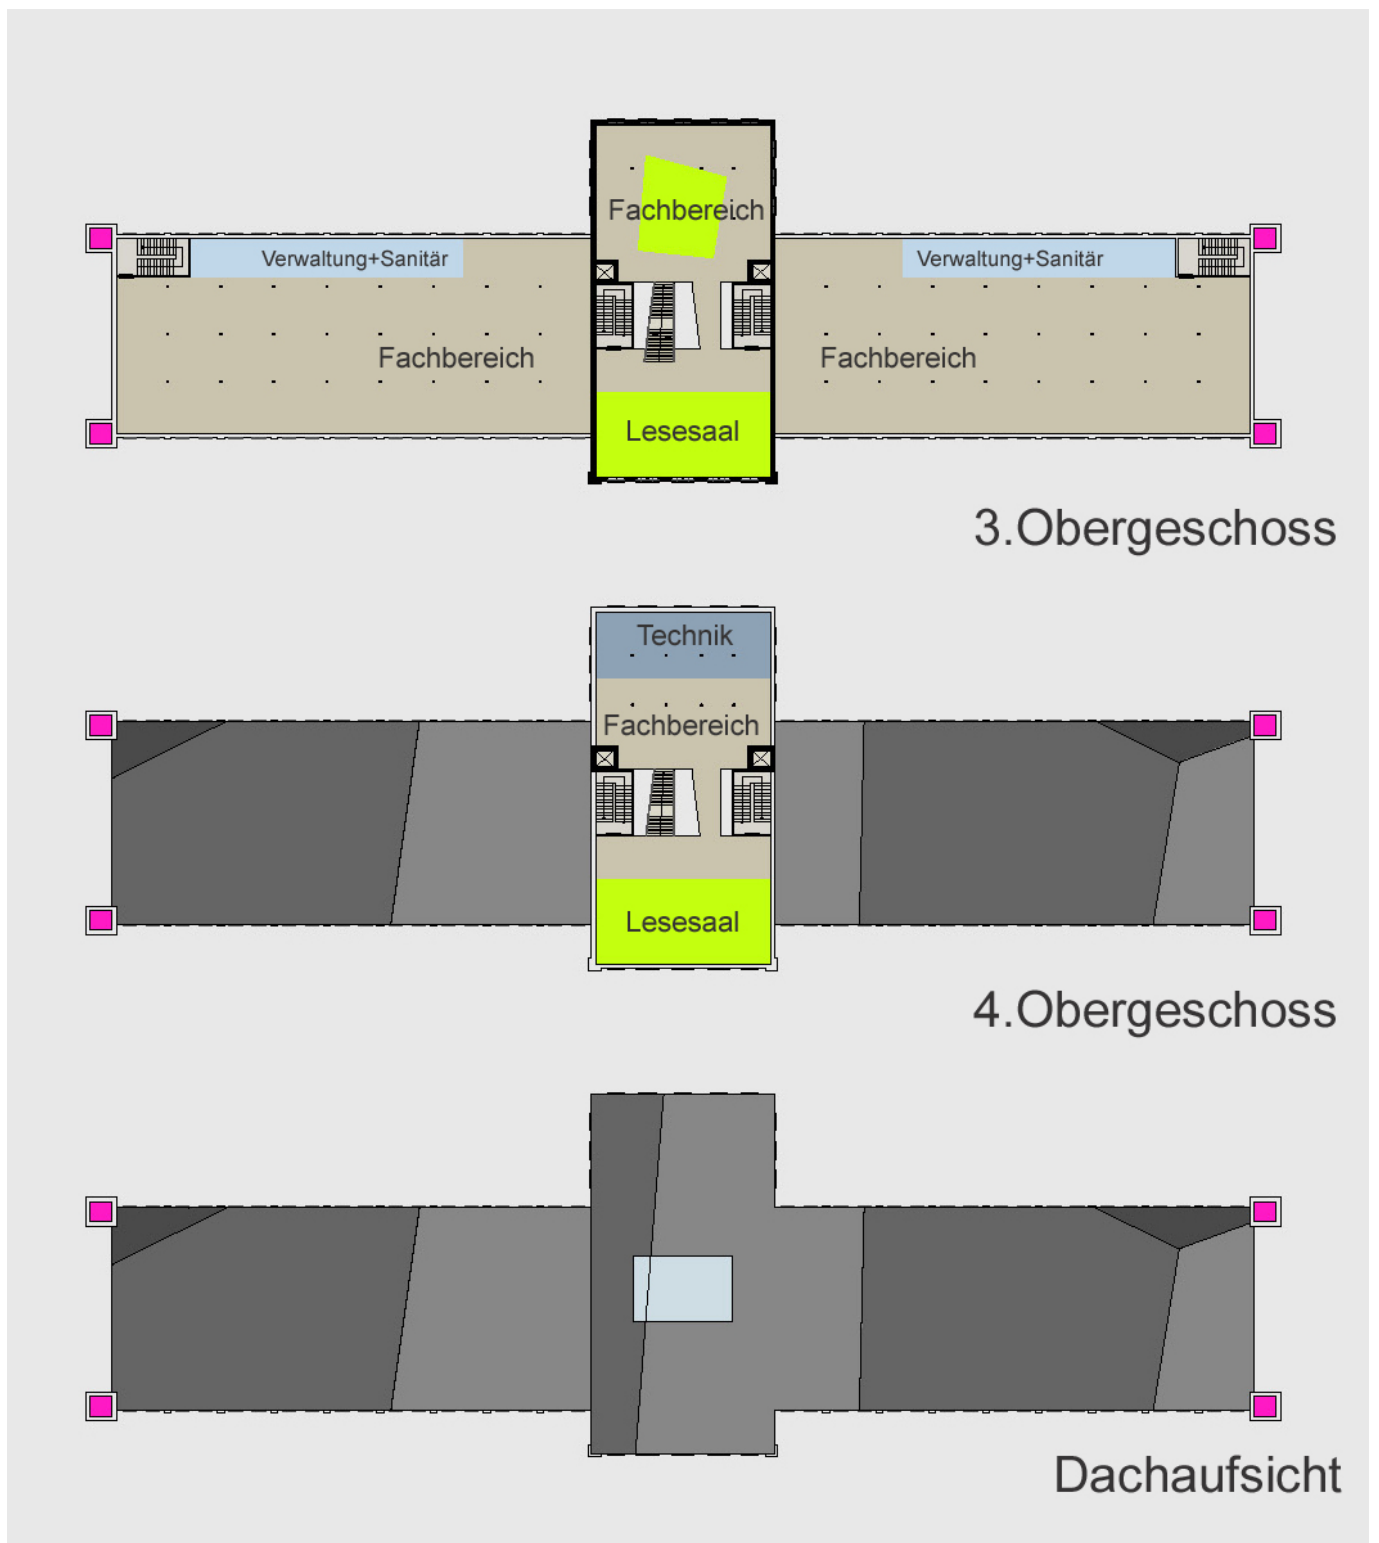 Fachbereich
Verwaltung+Sanitär
Verwaltung+Sanitär
Fachbereich
Fachbereich
Lesesaal
3.Obergeschoss
Technik
Fachbereich
Lesesaal
4.Obergeschoss
Dachaufsicht